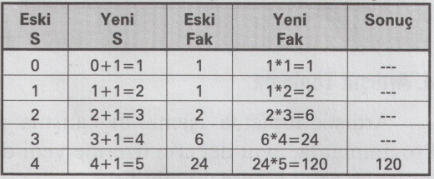 Eski S | Yeni S | Eski Fak | Yeni Fak | Sonuç
0 | 0+1=1 | 1 | 1*1=1 | ---
1 | 1+1=2 | 1 | 1*2=2 | ---
2 | 2+1=3 | 2 | 2*3=6 | ---
3 | 3+1=4 | 6 | 6*4=24 | ---
4 | 4+1=5 | 24 | 24*5=120 | 120